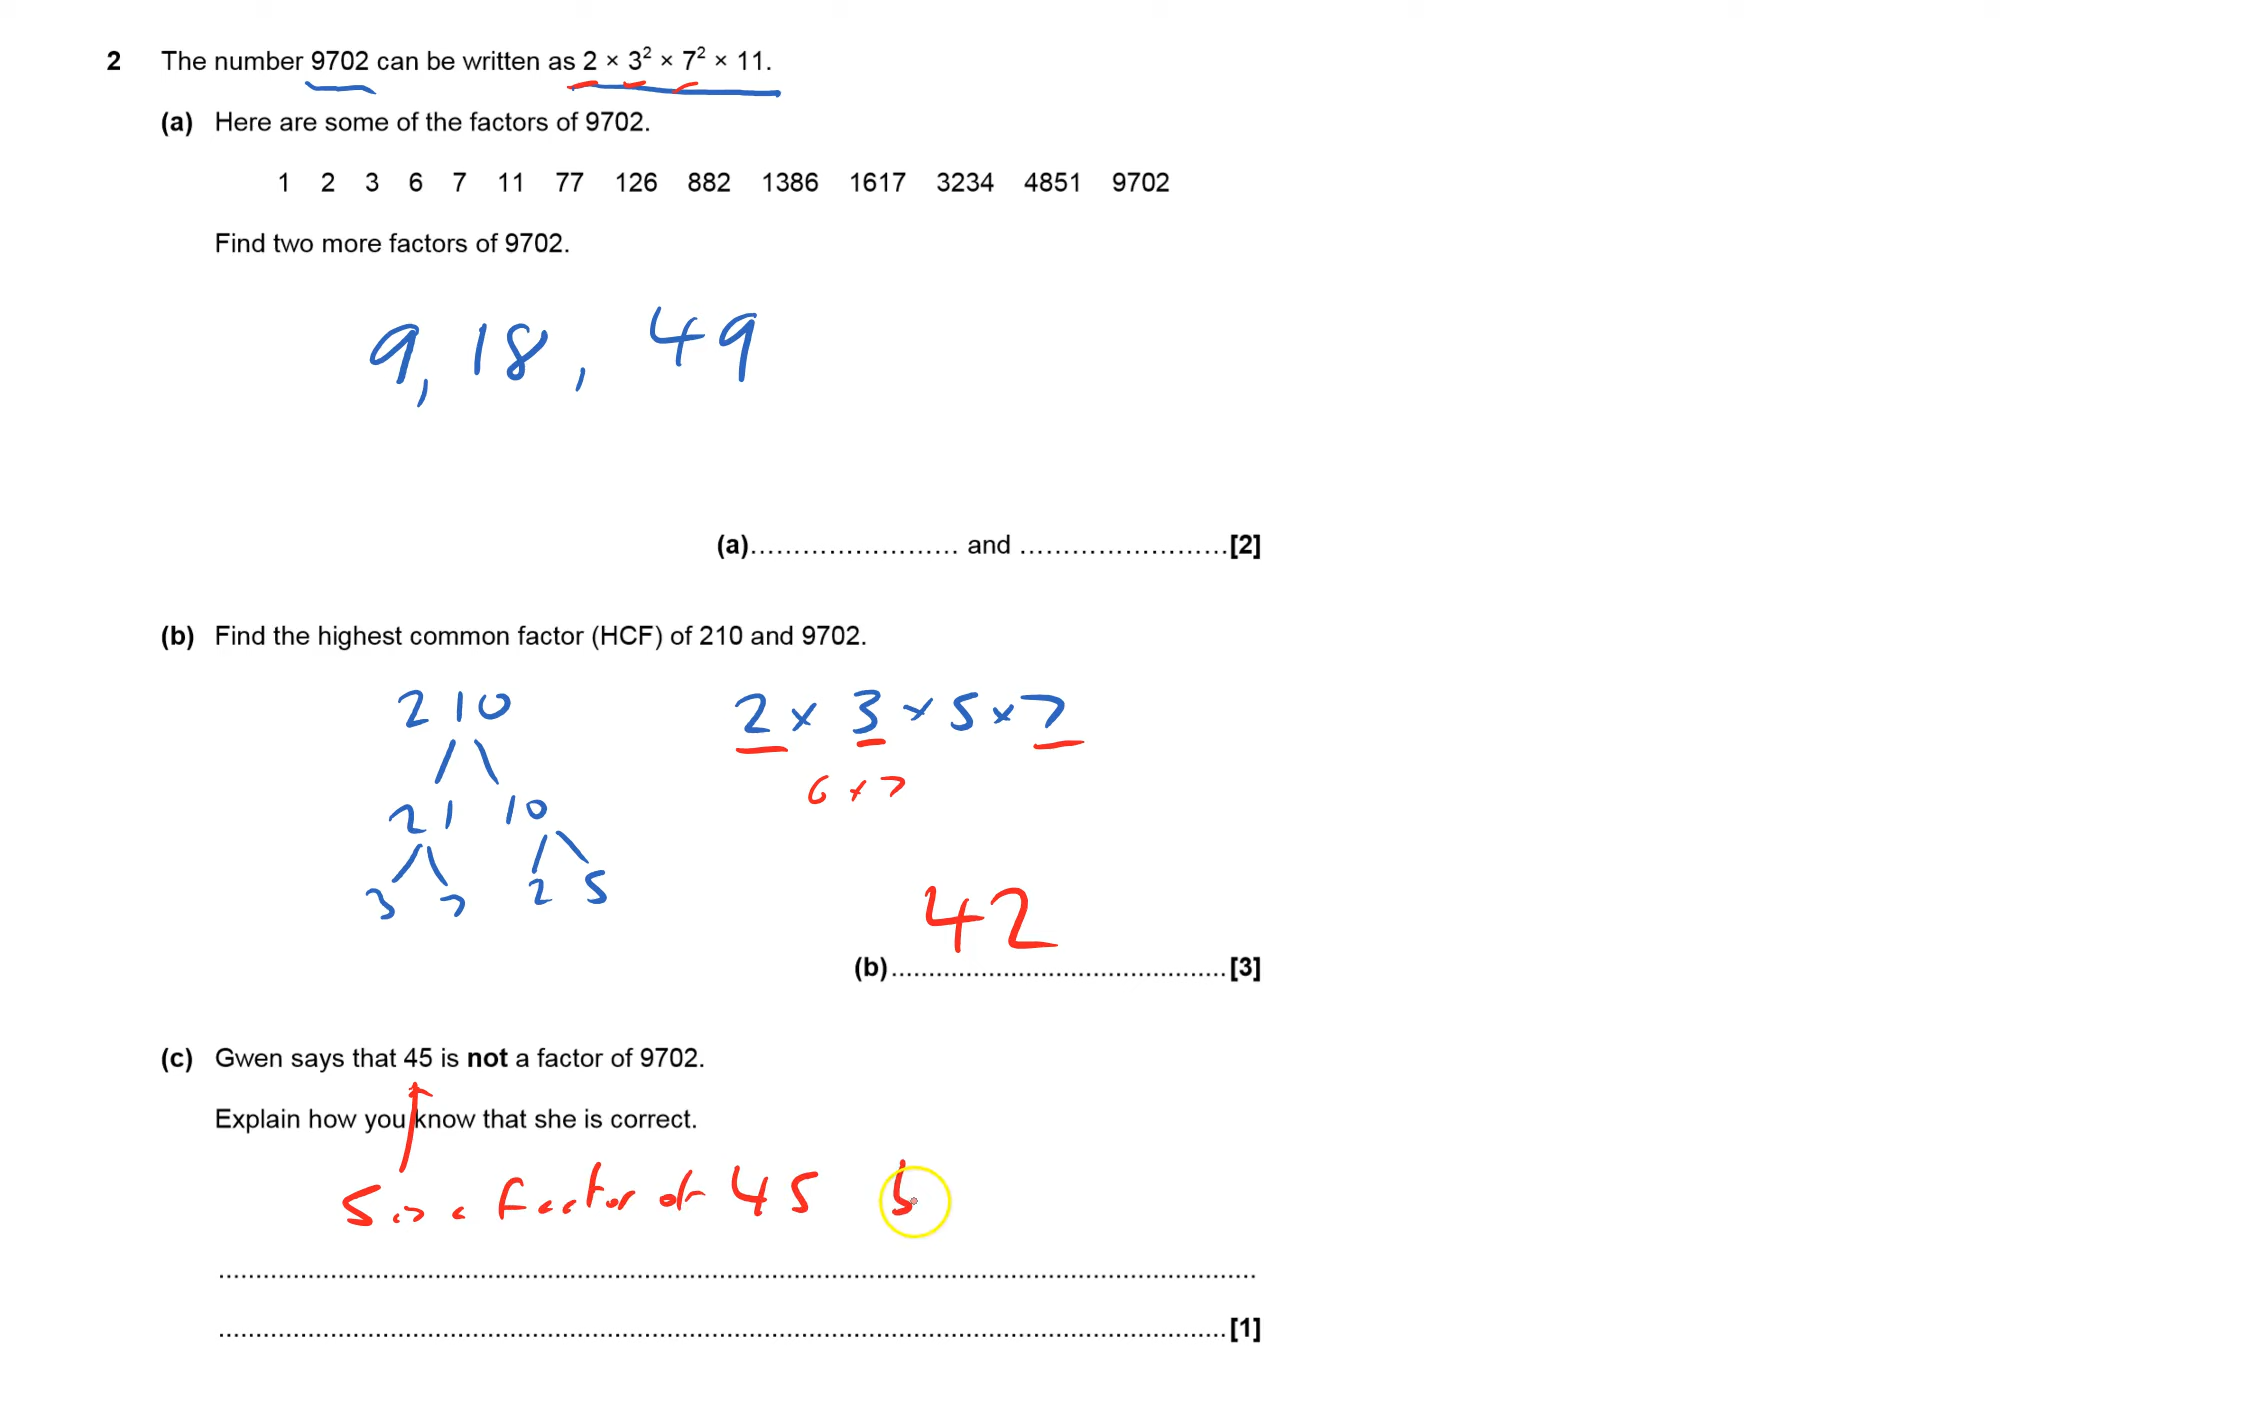 2 The number 9702 can be written as 2 × 3² × 7² × 11.
(a) Here are some of the factors of 9702.
1 2 3 6 7 11 77 126 882 1386 1617 3234 4851 9702
Find two more factors of 9702.
9, 18, 49
(a)........................ and ........................[2]
(b) Find the highest common factor (HCF) of 210 and 9702.
210 2 × 3 × 5 × 7
6 × 7
21 10
3 7 2 5
42
(b).............................................[3]
(c) Gwen says that 45 is not a factor of 9702.
Explain how you know that she is correct.
5 is a factor of 45 b
[1]